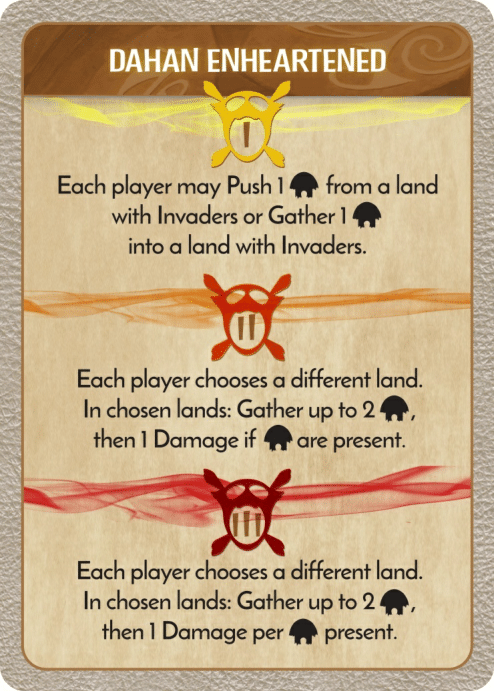 DAHAN ENHEARTENED
I
Each player may Push 1 from a land
with Invaders or Gather 1
into a land with Invaders.
II
Each player chooses a different land.
In chosen lands: Gather up to 2 ,
then 1 Damage if are present.
III
Each player chooses a different land.
In chosen lands: Gather up to 2 ,
then 1 Damage per present.